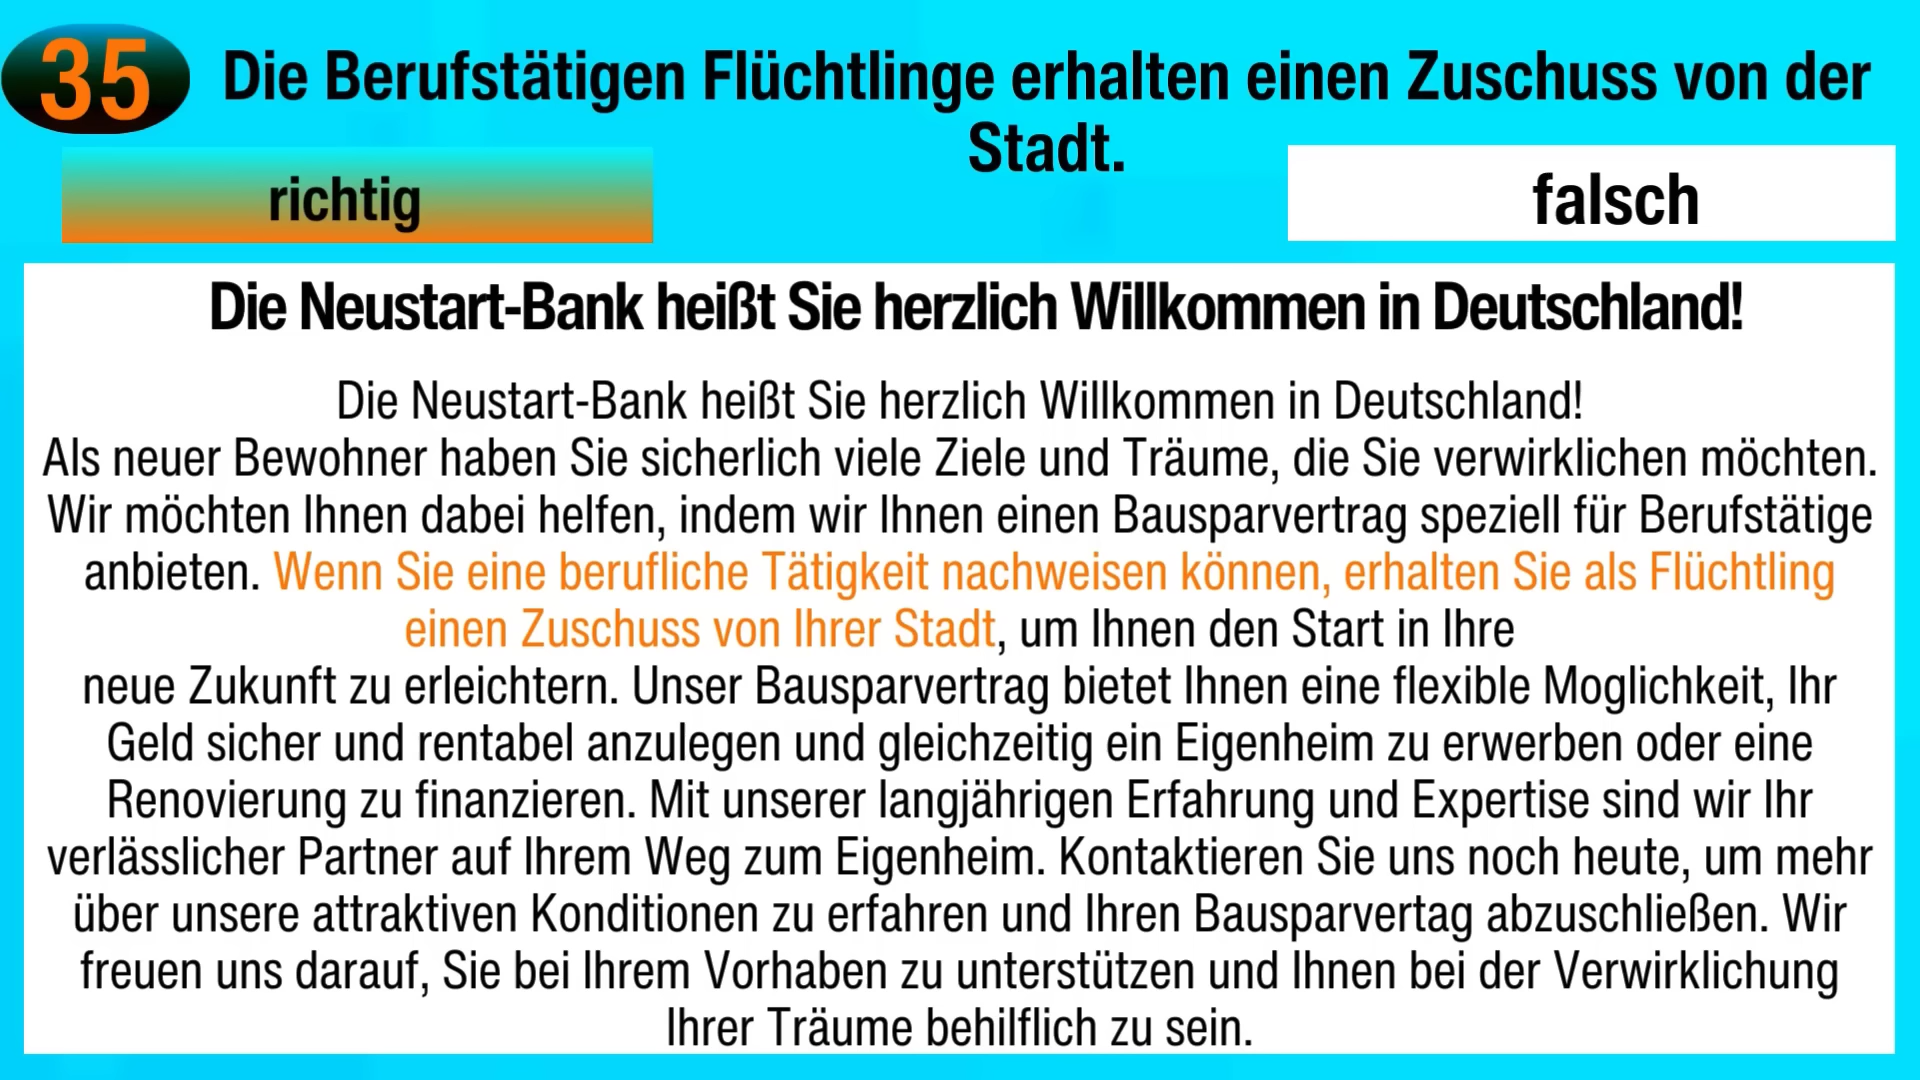 35
Die Berufstätigen Flüchtlinge erhalten einen Zuschuss von der
Stadt.
richtig
falsch
Die Neustart-Bank heißt Sie herzlich Willkommen in Deutschland!
Die Neustart-Bank heißt Sie herzlich Willkommen in Deutschland!
Als neuer Bewohner haben Sie sicherlich viele Ziele und Träume, die Sie verwirklichen möchten.
Wir möchten Ihnen dabei helfen, indem wir Ihnen einen Bausparvertrag speziell für Berufstätige
anbieten. Wenn Sie eine berufliche Tätigkeit nachweisen können, erhalten Sie als Flüchtling
einen Zuschuss von Ihrer Stadt, um Ihnen den Start in Ihre
neue Zukunft zu erleichtern. Unser Bausparvertrag bietet Ihnen eine flexible Moglichkeit, Ihr
Geld sicher und rentabel anzulegen und gleichzeitig ein Eigenheim zu erwerben oder eine
Renovierung zu finanzieren. Mit unserer langjährigen Erfahrung und Expertise sind wir Ihr
verlässlicher Partner auf Ihrem Weg zum Eigenheim. Kontaktieren Sie uns noch heute, um mehr
über unsere attraktiven Konditionen zu erfahren und Ihren Bausparvertag abzuschließen. Wir
freuen uns darauf, Sie bei Ihrem Vorhaben zu unterstützen und Ihnen bei der Verwirklichung
Ihrer Träume behilflich zu sein.